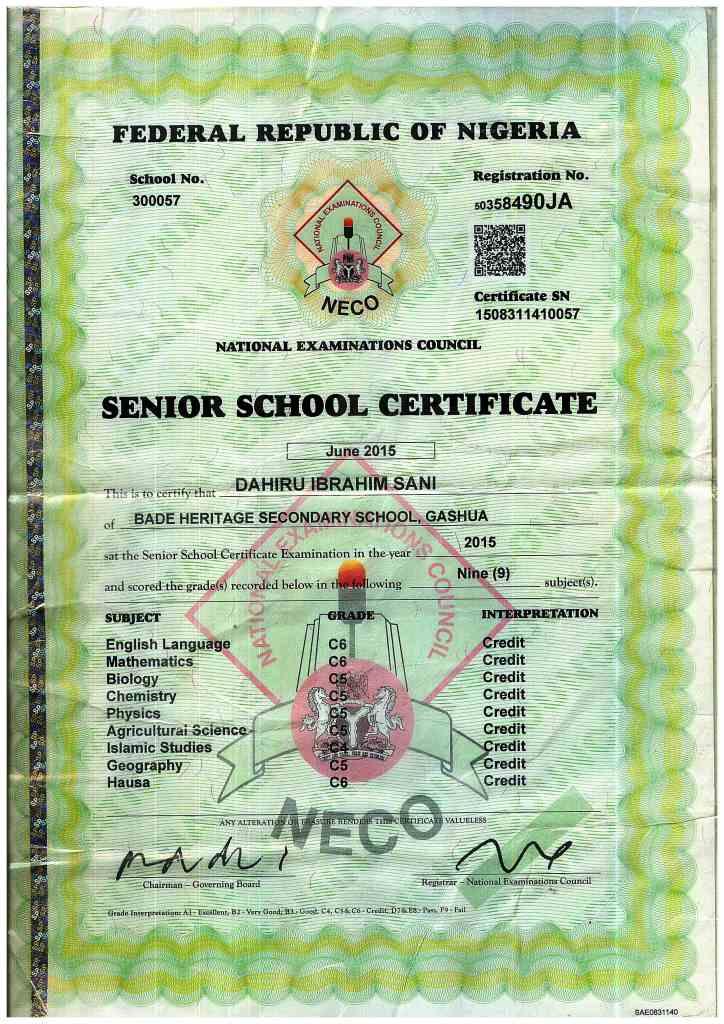 FEDERAL REPUBLIC OF NIGERIA
School No.
300057
Registration No.
50358490JA
NATIONAL EXAMINATIONS COUNCIL
NECO
Certificate SN
1508311410057
NATIONAL EXAMINATIONS COUNCIL
SENIOR SCHOOL CERTIFICATE
June 2015
This is to certify that DAHIRU IBRAHIM SANI
of BADE HERITAGE SECONDARY SCHOOL, GASHUA
sat the Senior School Certificate Examination in the year 2015
and scored the grade(s) recorded below in the following Nine (9) subject(s).
NATIONAL EXAMINATIONS COUNCIL
SUBJECT GRADE INTERPRETATION
English Language C6 Credit
Mathematics C6 Credit
Biology C5 Credit
Chemistry C5 Credit
Physics C5 Credit
Agricultural Science C5 Credit
Islamic Studies C4 Credit
Geography C5 Credit
Hausa C6 Credit
NECO
ANY ALTERATION OR ERASURE RENDERS THIS CERTIFICATE VALUELESS
Chairman – Governing Board
Registrar – National Examinations Council
Grade Interpretation: A1 - Excellent, B2 - Very Good; B3 - Good; C4, C5 & C6 - Credit, D7 & E8 - Pass, F9 - Fail
SAE0831140